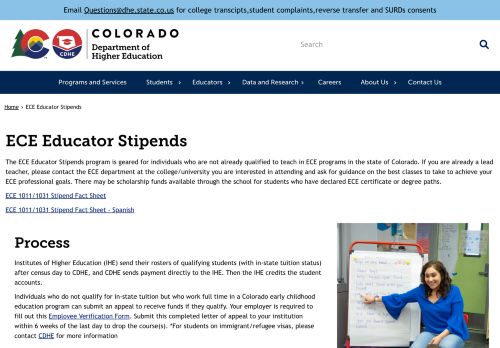 Email Questions@dhe.state.co.us for college transcipts,student complaints,reverse transfer and SURDs consents
COLORADO
Department of
Higher Education
CDHE
Search
Programs and Services
Students
Educators
Data and Research
Careers
About Us
Contact Us
Home > ECE Educator Stipends
ECE Educator Stipends
The ECE Educator Stipends program is geared for individuals who are not already qualified to teach in ECE programs in the state of Colorado. If you are already a lead
teacher, please contact the ECE department at the college/university you are interested in attending and ask for guidance on the best classes to take to achieve your
ECE professional goals. There may be scholarship funds available through the school for students who have declared ECE certificate or degree paths.
ECE 1011/1031 Stipend Fact Sheet
ECE 1011/1031 Stipend Fact Sheet - Spanish
Process
Institutes of Higher Education (IHE) send their rosters of qualifying students (with in-state tuition status)
after census day to CDHE, and CDHE sends payment directly to the IHE. Then the IHE credits the student
accounts.
Individuals who do not qualify for in-state tuition but who work full time in a Colorado early childhood
education program can submit an appeal to receive funds if they qualify. Your employer is required to
fill out this Employee Verification Form. Submit this completed letter of appeal to your institution
within 6 weeks of the last day to drop the course(s). *For students on immigrant/refugee visas, please
contact CDHE for more information